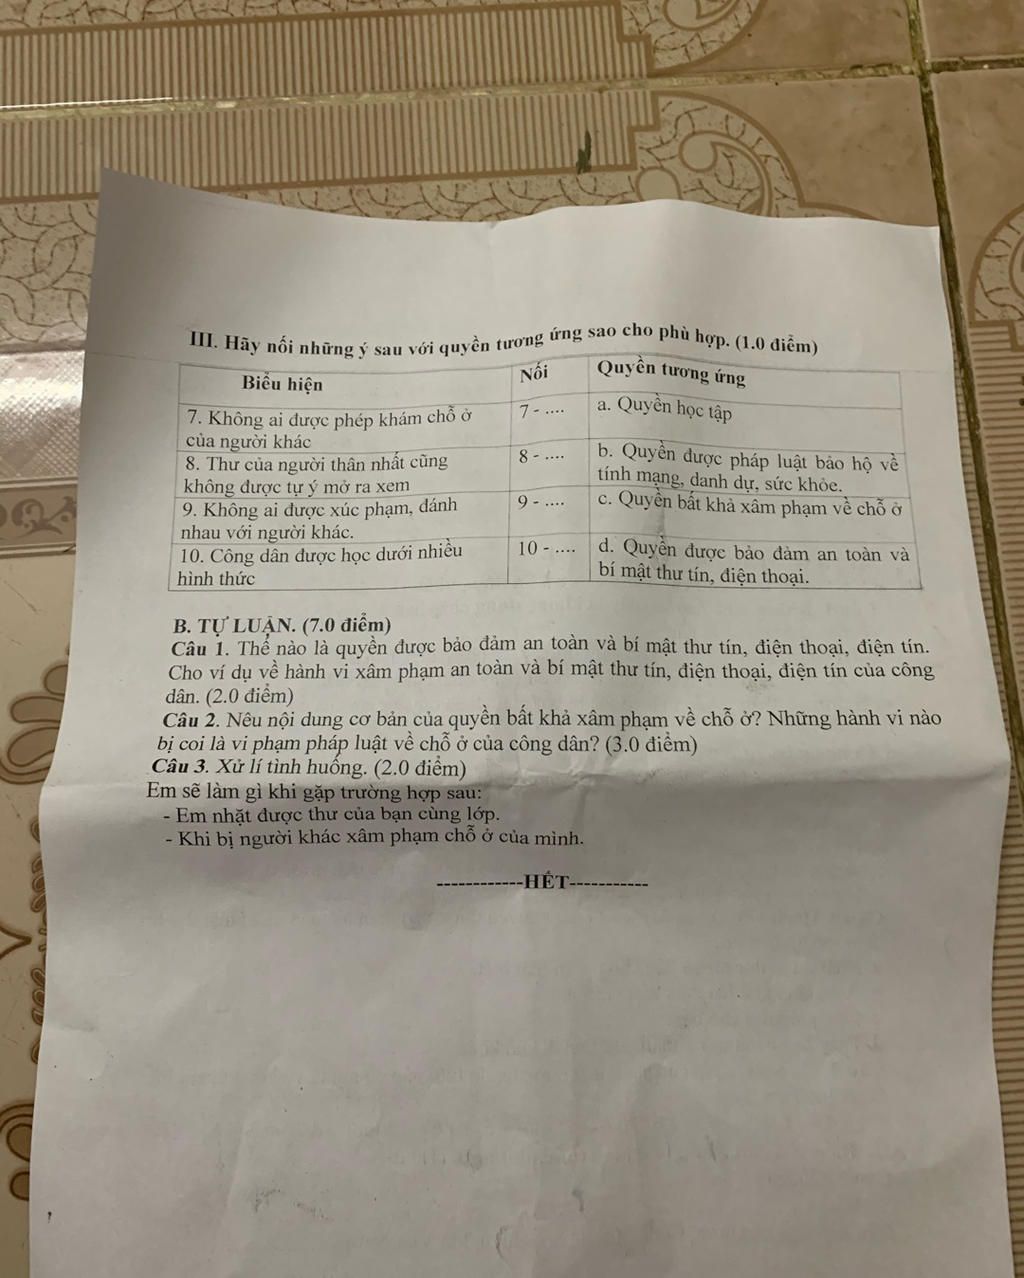 III. Hãy nối những ý sau với quyền tương ứng sao cho phù hợp. (1.0 điểm)
Biểu hiện Nối Quyền tương ứng
7. Không ai được phép khám chỗ ở 7 - .... a. Quyền học tập
của người khác
8. Thư của người thân nhất cũng 8 - .... b. Quyền được pháp luật bảo hộ về
không được tự ý mở ra xem tính mạng, danh dự, sức khỏe.
9. Không ai được xúc phạm, đánh 9 - .... c. Quyền bất khả xâm phạm về chỗ ở
nhau với người khác.
10. Công dân được học dưới nhiều 10 - .... d. Quyền được bảo đảm an toàn và
hình thức bí mật thư tín, điện thoại.
B. TỰ LUẬN. (7.0 điểm)
Câu 1. Thế nào là quyền được bảo đảm an toàn và bí mật thư tín, điện thoại, điện tín.
Cho ví dụ về hành vi xâm phạm an toàn và bí mật thư tín, điện thoại, điện tín của công
dân. (2.0 điểm)
Câu 2. Nêu nội dung cơ bản của quyền bất khả xâm phạm về chỗ ở? Những hành vi nào
bị coi là vi phạm pháp luật về chỗ ở của công dân? (3.0 điểm)
Câu 3. Xử lí tình huống. (2.0 điểm)
Em sẽ làm gì khi gặp trường hợp sau:
- Em nhặt được thư của bạn cùng lớp.
- Khi bị người khác xâm phạm chỗ ở của mình.
------------HẾT-----------